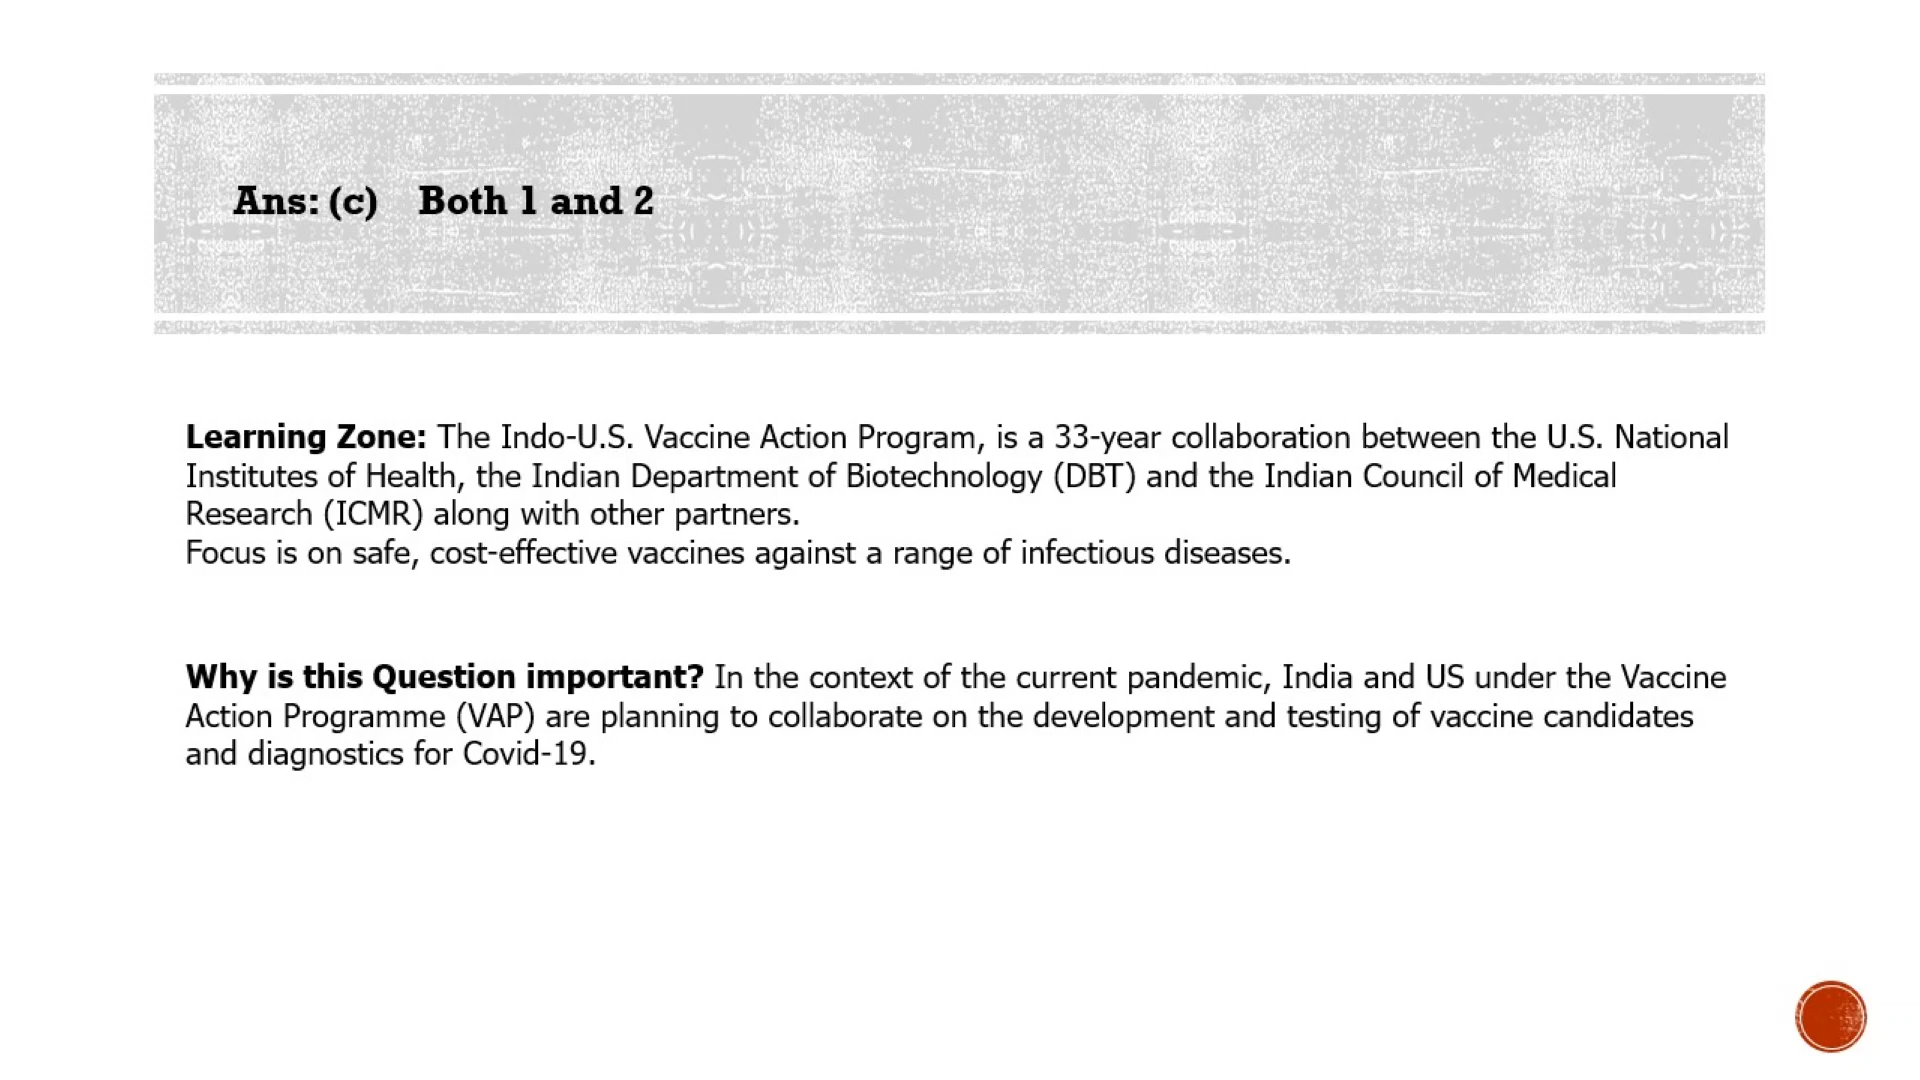 Ans: (c) Both 1 and 2
Learning Zone: The Indo-U.S. Vaccine Action Program, is a 33-year collaboration between the U.S. National
Institutes of Health, the Indian Department of Biotechnology (DBT) and the Indian Council of Medical
Research (ICMR) along with other partners.
Focus is on safe, cost-effective vaccines against a range of infectious diseases.
Why is this Question important? In the context of the current pandemic, India and US under the Vaccine
Action Programme (VAP) are planning to collaborate on the development and testing of vaccine candidates
and diagnostics for Covid-19.